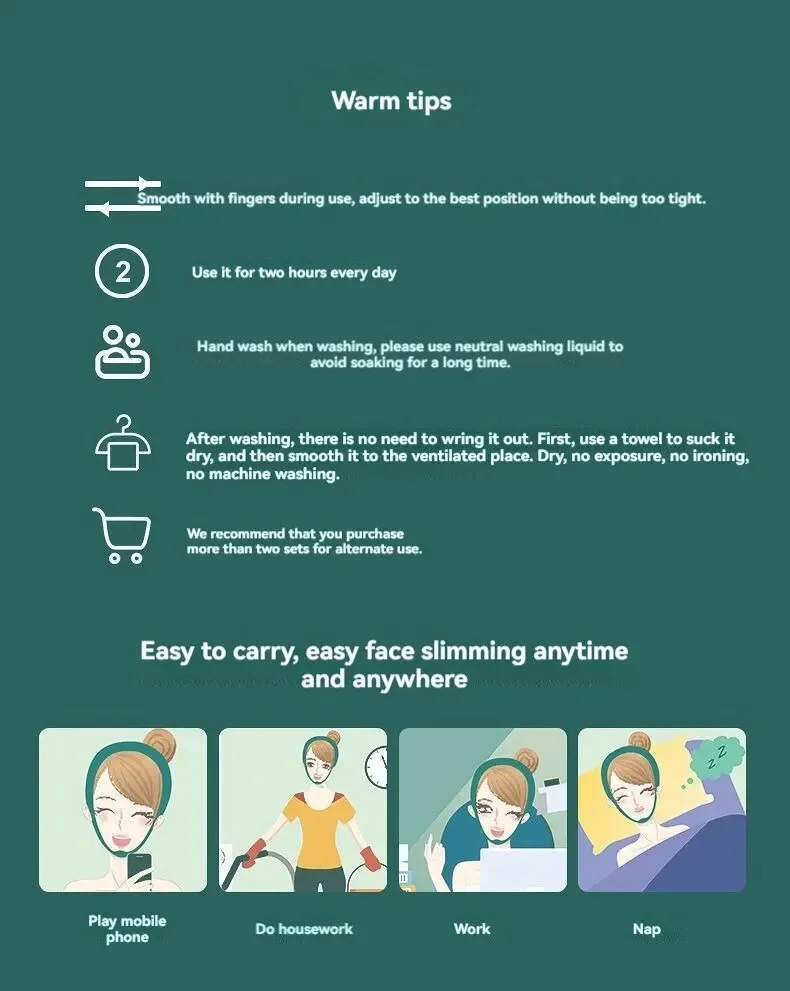 Warm tips
Smooth with fingers during use, adjust to the best position without being too tight.
2
Use it for two hours every day
Hand wash when washing, please use neutral washing liquid to
avoid soaking for a long time.
After washing, there is no need to wring it out. First, use a towel to suck it
dry, and then smooth it to the ventilated place. Dry, no exposure, no ironing,
no machine washing.
We recommend that you purchase
more than two sets for alternate use.
Easy to carry, easy face slimming anytime
and anywhere
z z z
Play mobile
phone
Do housework
Work
Nap